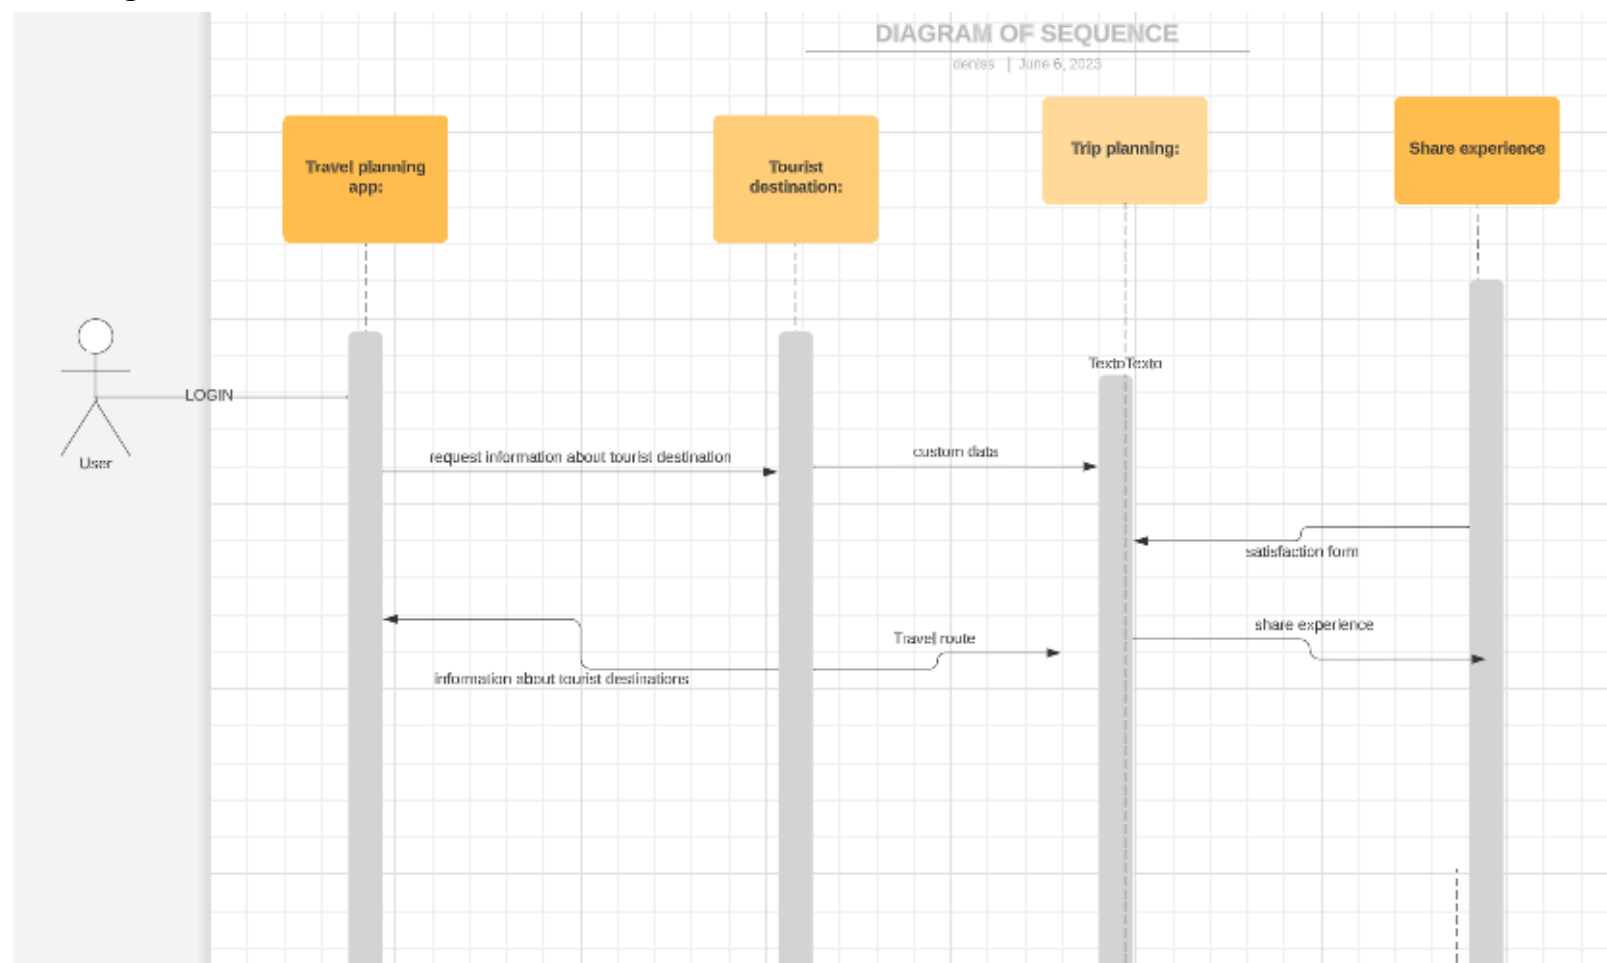 DIAGRAM OF SEQUENCE
deniss | June 6, 2023
Travel planning
app:
Tourist
destination:
Trip planning:
Share experience
TextoTexto
LOGIN
User
request information about tourist destination
custom data
satisfaction form
share experience
Travel route
information about tourist destinations